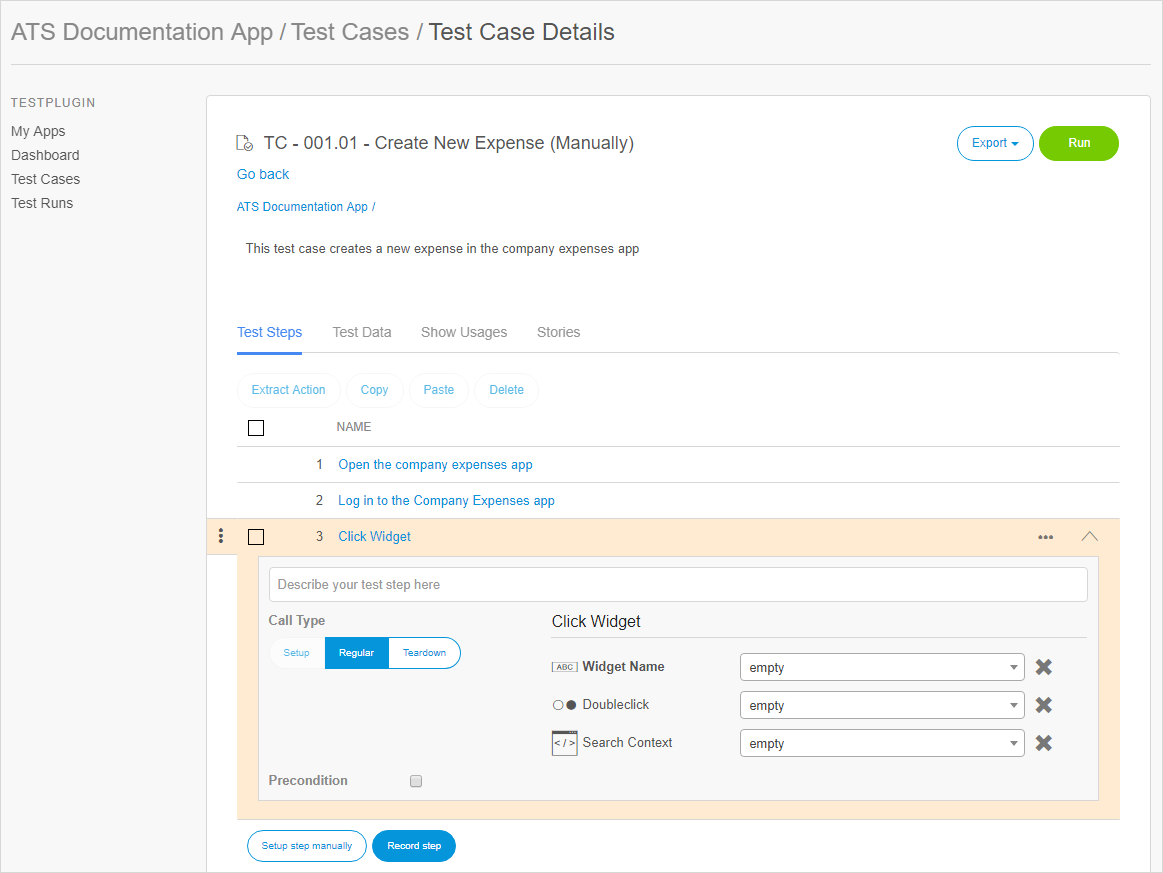 ATS Documentation App / Test Cases / Test Case Details
TESTPLUGIN
My Apps
Dashboard
Test Cases
Test Runs
TC - 001.01 - Create New Expense (Manually)
Export
Run
Go back
ATS Documentation App /
This test case creates a new expense in the company expenses app
Test Steps Test Data Show Usages Stories
Extract Action Copy Paste Delete
NAME
1 Open the company expenses app
2 Log in to the Company Expenses app
3 Click Widget
Describe your test step here
Call Type
Setup Regular Teardown
Click Widget
ABC Widget Name empty
Doubleclick empty
</> Search Context empty
Precondition
Setup step manually Record step